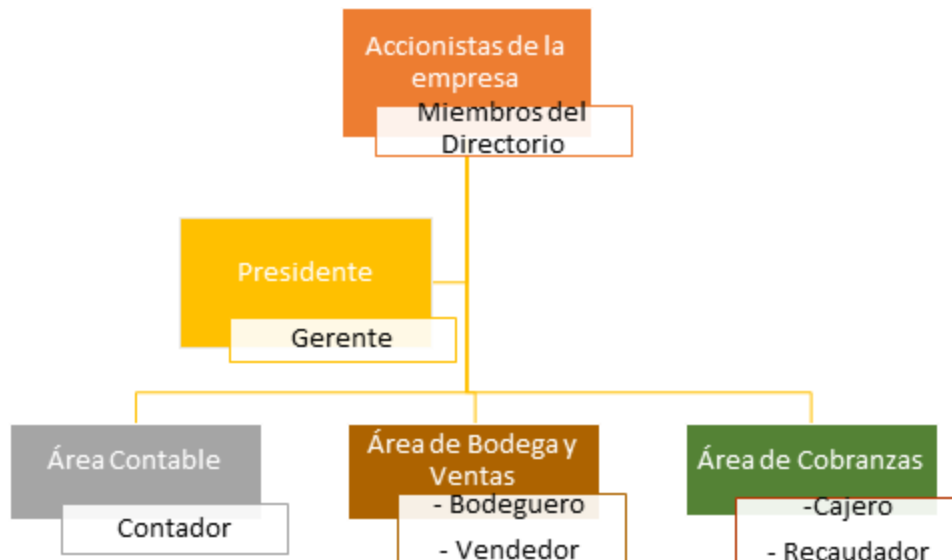 Accionistas de la
empresa
Miembros del
Directorio
Presidente
Gerente
Área Contable
Contador
Área de Bodega y
Ventas
- Bodeguero
- Vendedor
Área de Cobranzas
-Cajero
- Recaudador